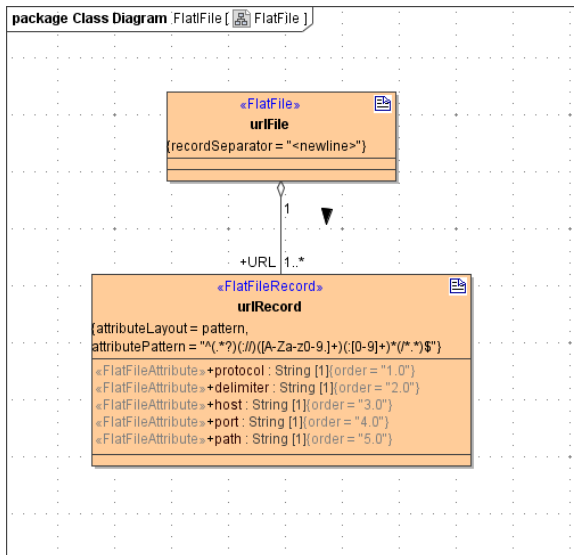 package Class Diagram FlatIFile [ FlatFile ]
«FlatFile»
urlFile
{recordSeparator = "<newline>"}
1
+URL 1..*
«FlatFileRecord»
urlRecord
{attributeLayout = pattern,
attributePattern = "^(.*?)(://)([A-Za-z0-9.]+)(:[0-9]+)*(/*.*)$"}
«FlatFileAttribute»+protocol : String [1]{order = "1.0"}
«FlatFileAttribute»+delimiter : String [1]{order = "2.0"}
«FlatFileAttribute»+host : String [1]{order = "3.0"}
«FlatFileAttribute»+port : String [1]{order = "4.0"}
«FlatFileAttribute»+path : String [1]{order = "5.0"}